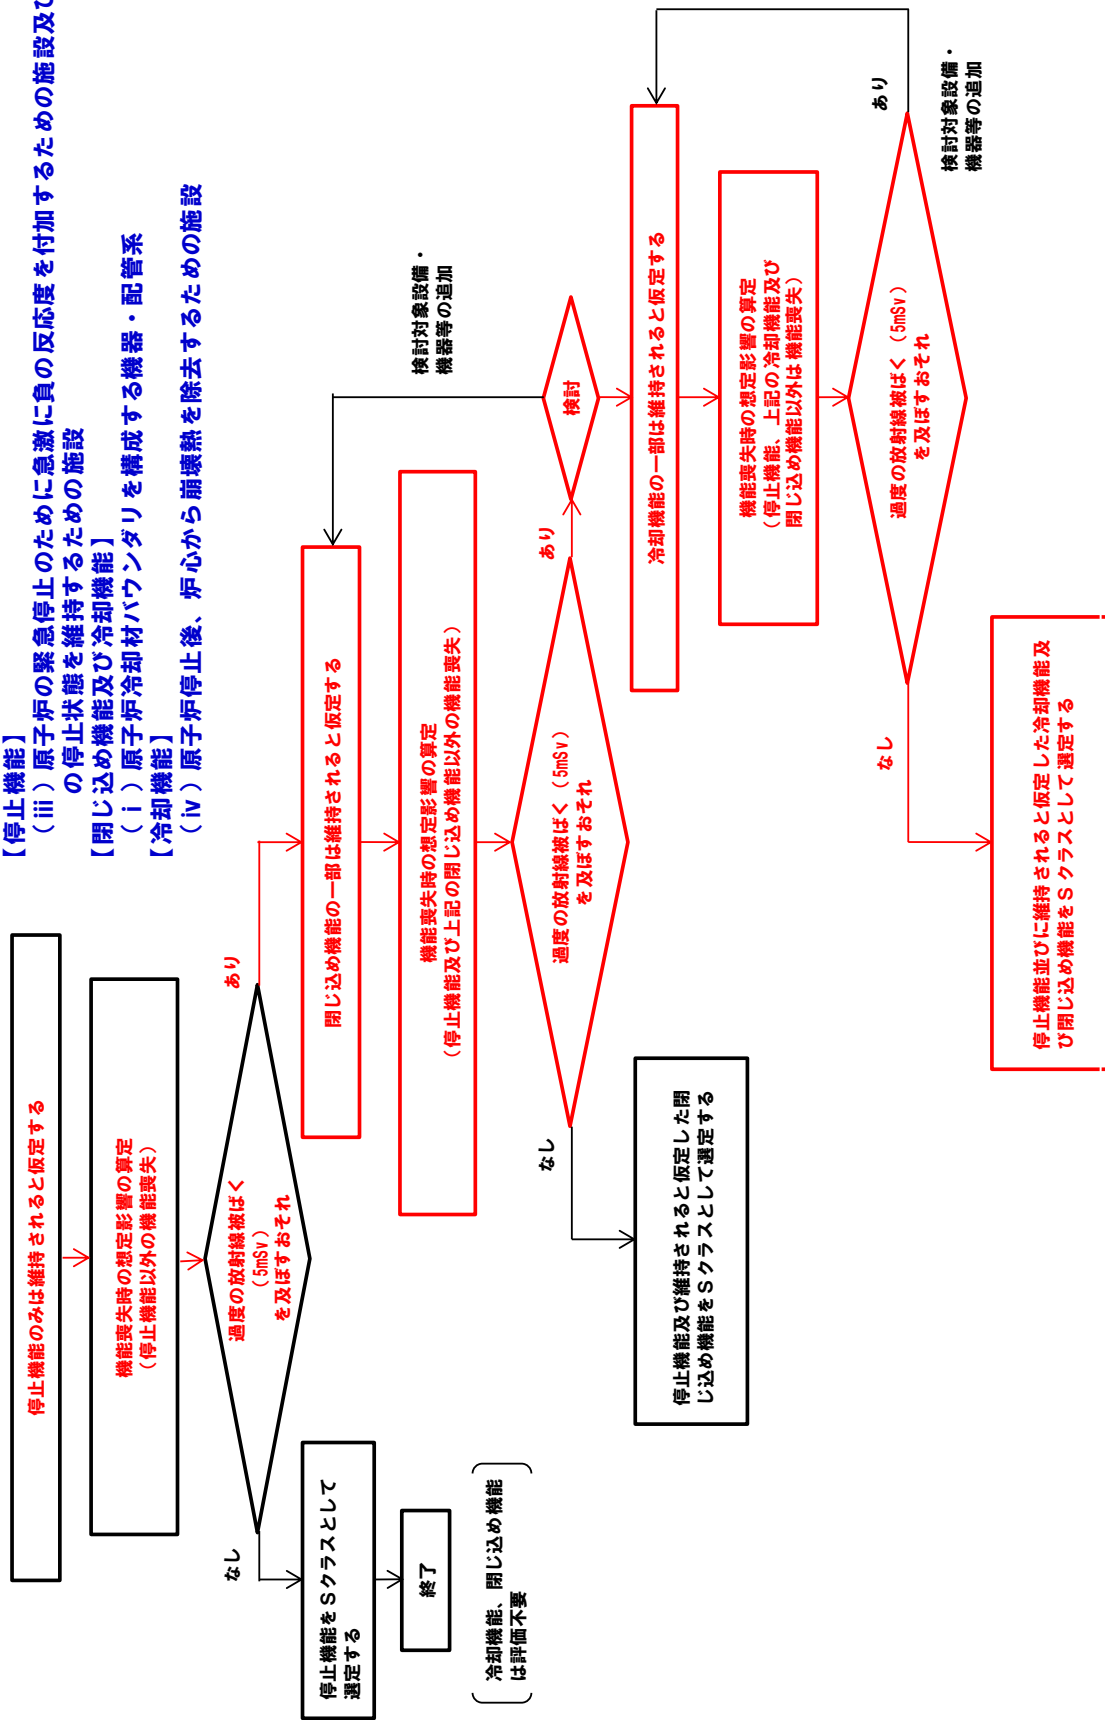 【停止機能】
（ⅲ）原子炉の緊急停止のために急激に負の反応度を付加するための施設及び
の停止状態を維持するための施設
【閉じ込め機能及び冷却機能】
（ⅰ）原子炉冷却材バウンダリを構成する機器・配管系
【冷却機能】
（ⅳ）原子炉停止後、炉心から崩壊熱を除去するための施設
停止機能のみは維持されると仮定する
機能喪失時の想定影響の算定
（停止機能以外の機能喪失）
過度の放射線被ばく
（5mSv）
を及ぼすおそれ
なし
あり
停止機能をSクラスとして
選定する
終了
冷却機能、閉じ込め機能
は評価不要
閉じ込め機能の一部は維持されると仮定する
機能喪失時の想定影響の算定
（停止機能及び上記の閉じ込め機能以外の機能喪失）
過度の放射線被ばく（5mSv）
を及ぼすおそれ
なし
あり
停止機能及び維持されると仮定した閉
じ込め機能をSクラスとして選定する
検討
検討対象設備・
機器等の追加
冷却機能の一部は維持されると仮定する
機能喪失時の想定影響の算定
（停止機能、上記の冷却機能及び
閉じ込め機能以外は機能喪失）
過度の放射線被ばく（5mSv）
を及ぼすおそれ
なし
あり
検討対象設備・
機器等の追加
停止機能並びに維持されると仮定した冷却機能及
び閉じ込め機能をSクラスとして選定する